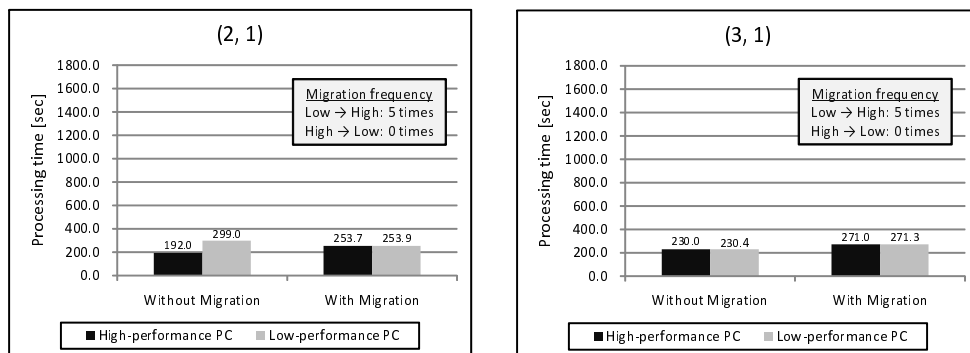 (2, 1)
Processing time [sec]
1800.0
1600.0
1400.0
1200.0
1000.0
800.0
600.0
400.0
200.0
0.0
Migration frequency
Low → High: 5 times
High → Low: 0 times
192.0
299.0
253.7
253.9
Without Migration
With Migration
High-performance PC
Low-performance PC
(3, 1)
Processing time [sec]
1800.0
1600.0
1400.0
1200.0
1000.0
800.0
600.0
400.0
200.0
0.0
Migration frequency
Low → High: 5 times
High → Low: 0 times
230.0
230.4
271.0
271.3
Without Migration
With Migration
High-performance PC
Low-performance PC